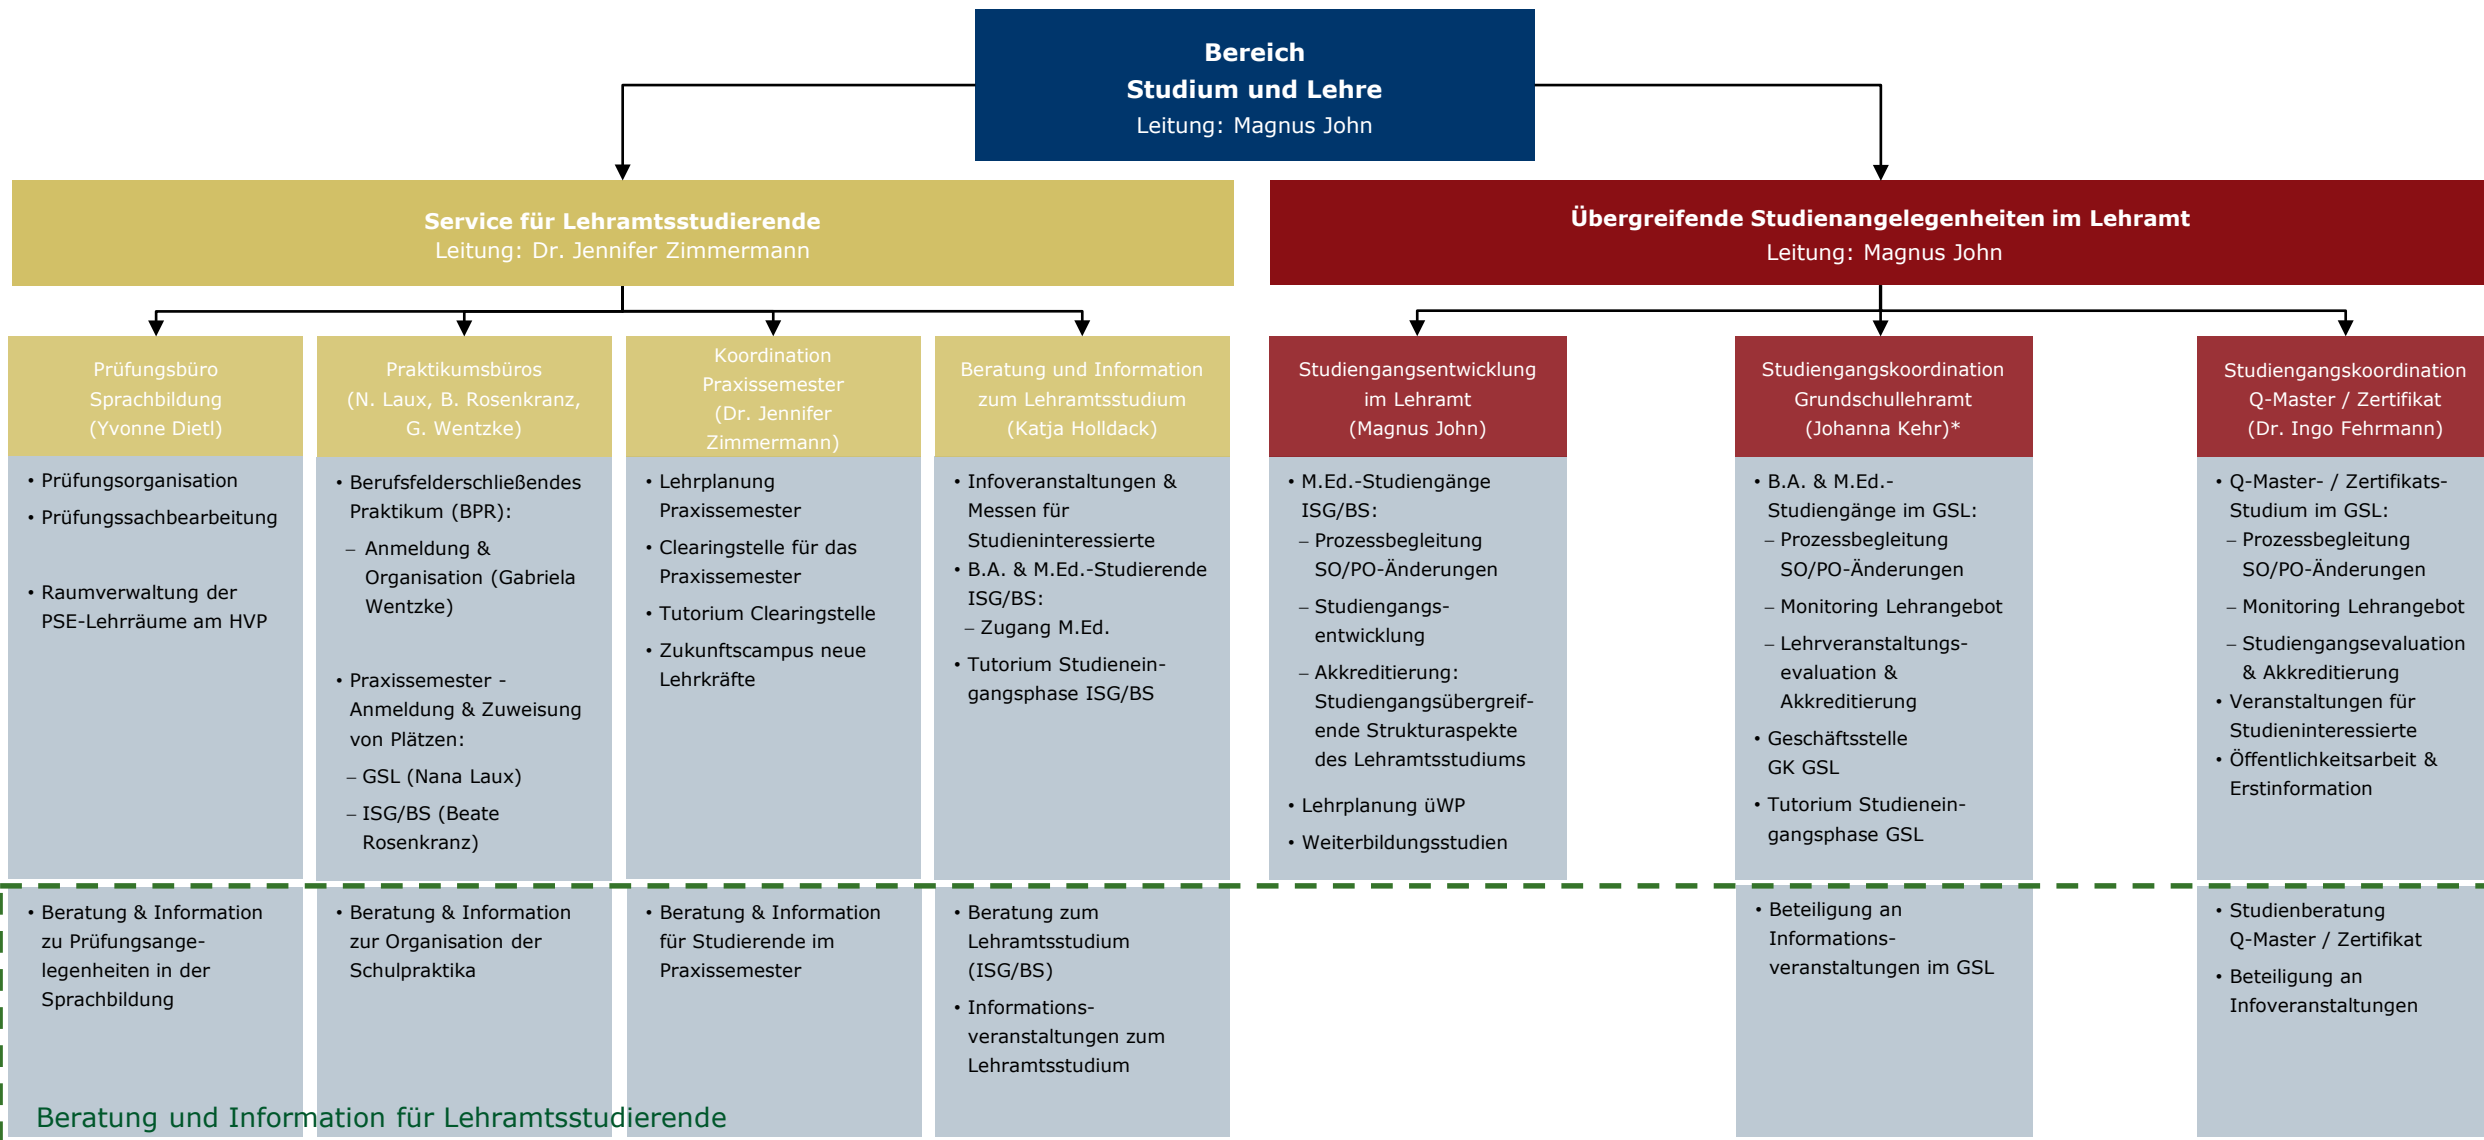 Bereich
Studium und Lehre
Leitung: Magnus John
Service für Lehramtsstudierende
Leitung: Dr. Jennifer Zimmermann
Übergreifende Studienangelegenheiten im Lehramt
Leitung: Magnus John
Prüfungsbüro
Sprachbildung
(Yvonne Dietl)
• Prüfungsorganisation
• Prüfungssachbearbeitung
• Raumverwaltung der
PSE-Lehrräume am HVP
Praktikumsbüros
(N. Laux, B. Rosenkranz,
G. Wentzke)
• Berufsfelderschließendes
Praktikum (BPR):
– Anmeldung &
Organisation (Gabriela
Wentzke)
• Praxissemester -
Anmeldung & Zuweisung
von Plätzen:
– GSL (Nana Laux)
– ISG/BS (Beate
Rosenkranz)
Koordination
Praxissemester
(Dr. Jennifer
Zimmermann)
• Lehrplanung
Praxissemester
• Clearingstelle für das
Praxissemester
• Tutorium Clearingstelle
• Zukunftscampus neue
Lehrkräfte
Beratung und Information
zum Lehramtsstudium
(Katja Holldack)
• Infoveranstaltungen &
Messen für
Studieninteressierte
• B.A. & M.Ed.-Studierende
ISG/BS:
– Zugang M.Ed.
• Tutorium Studienein-
gangsphase ISG/BS
Studiengangsentwicklung
im Lehramt
(Magnus John)
• M.Ed.-Studiengänge
ISG/BS:
– Prozessbegleitung
SO/PO-Änderungen
– Studiengangs-
entwicklung
– Akkreditierung:
Studiengangsübergreif-
ende Strukturaspekte
des Lehramtsstudiums
• Lehrplanung üWP
• Weiterbildungsstudien
Studiengangskoordination
Grundschullehramt
(Johanna Kehr)*
• B.A. & M.Ed.-
Studiengänge im GSL:
– Prozessbegleitung
SO/PO-Änderungen
– Monitoring Lehrangebot
– Lehrveranstaltungs-
evaluation &
Akkreditierung
• Geschäftsstelle
GK GSL
• Tutorium Studienein-
gangsphase GSL
Studiengangskoordination
Q-Master / Zertifikat
(Dr. Ingo Fehrmann)
• Q-Master- / Zertifikats-
Studium im GSL:
– Prozessbegleitung
SO/PO-Änderungen
– Monitoring Lehrangebot
– Studiengangsevaluation
& Akkreditierung
• Veranstaltungen für
Studieninteressierte
• Öffentlichkeitsarbeit &
Erstinformation
• Beratung & Information
zu Prüfungsange-
legenheiten in der
Sprachbildung
• Beratung & Information
zur Organisation der
Schulpraktika
• Beratung & Information
für Studierende im
Praxissemester
• Beratung zum
Lehramtsstudium
(ISG/BS)
• Informations-
veranstaltungen zum
Lehramtsstudium
• Beteiligung an
Informations-
veranstaltungen im GSL
• Studienberatung
Q-Master / Zertifikat
• Beteiligung an
Infoveranstaltungen
Beratung und Information für Lehramtsstudierende